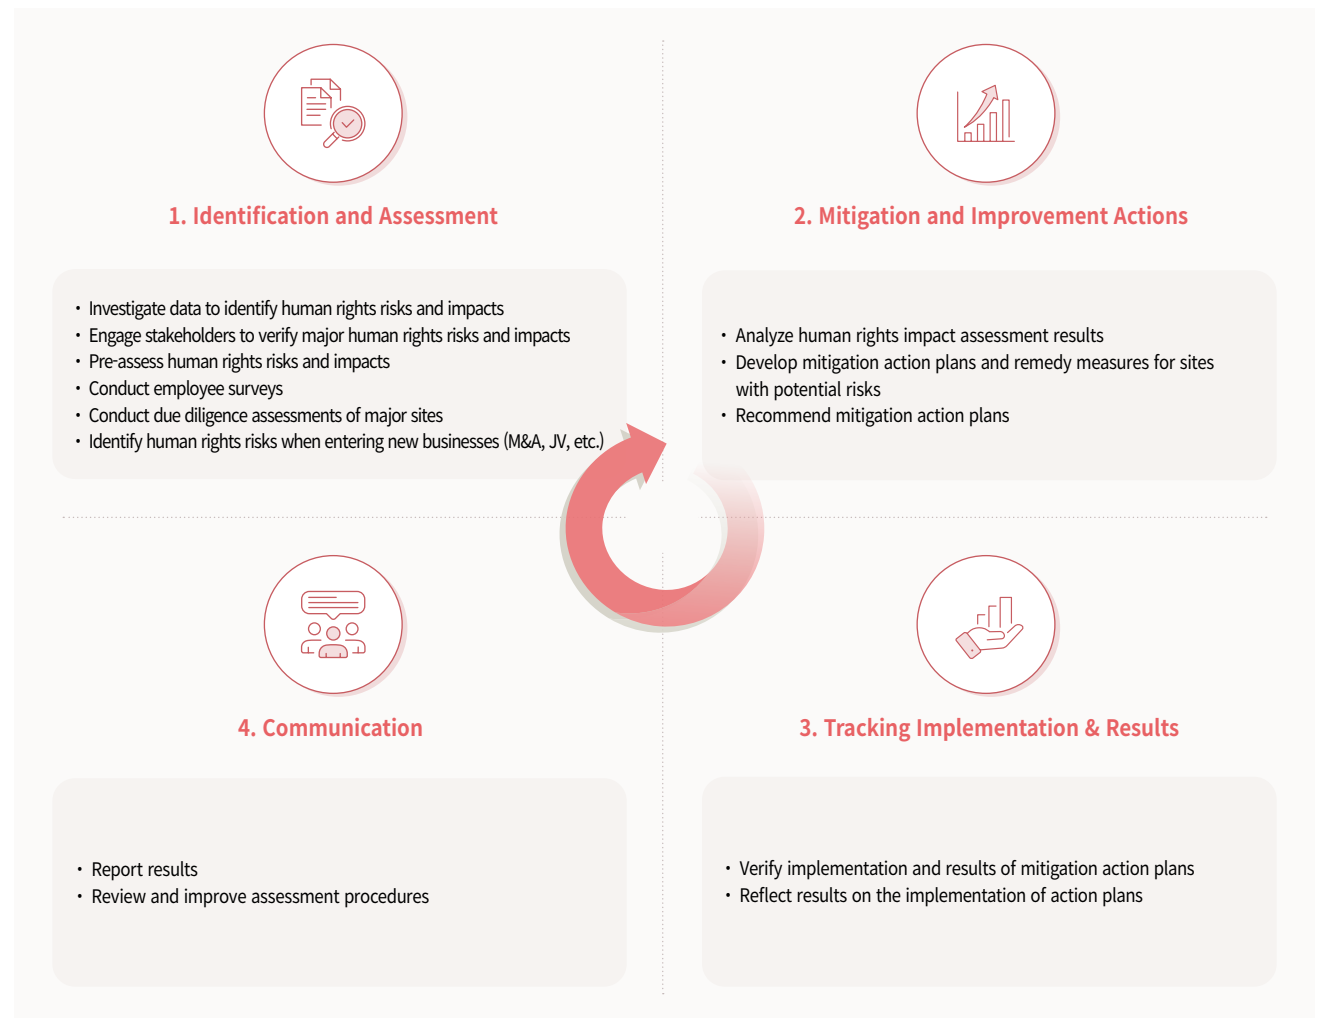 1. Identification and Assessment
• Investigate data to identify human rights risks and impacts
• Engage stakeholders to verify major human rights risks and impacts
• Pre-assess human rights risks and impacts
• Conduct employee surveys
• Conduct due diligence assessments of major sites
• Identify human rights risks when entering new businesses (M&A, JV, etc.)
2. Mitigation and Improvement Actions
• Analyze human rights impact assessment results
• Develop mitigation action plans and remedy measures for sites
with potential risks
• Recommend mitigation action plans
4. Communication
• Report results
• Review and improve assessment procedures
3. Tracking Implementation & Results
• Verify implementation and results of mitigation action plans
• Reflect results on the implementation of action plans